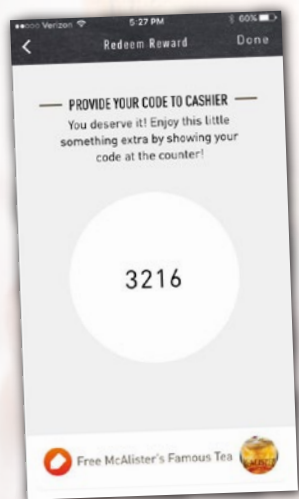 Verizon 5:27 PM 60%
Redeem Reward Done
PROVIDE YOUR CODE TO CASHIER
You deserve it! Enjoy this little
something extra by showing your
code at the counter!
3216
Free McAlister's Famous Tea